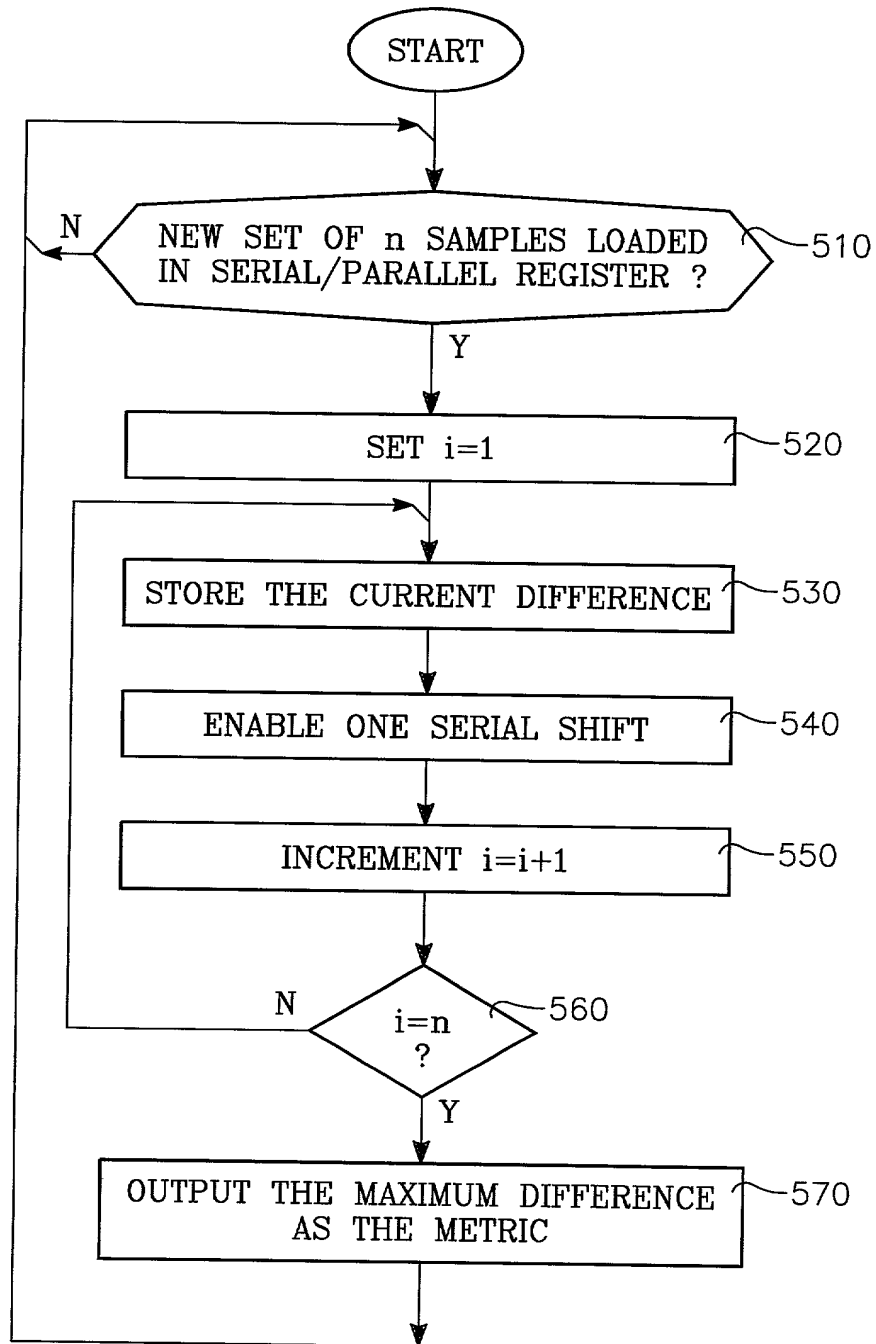 START
N
NEW SET OF n SAMPLES LOADED
IN SERIAL/PARALLEL REGISTER ?
510
Y
SET i=1
520
STORE THE CURRENT DIFFERENCE
530
ENABLE ONE SERIAL SHIFT
540
INCREMENT i=i+1
550
N
i=n
?
560
Y
OUTPUT THE MAXIMUM DIFFERENCE
AS THE METRIC
570